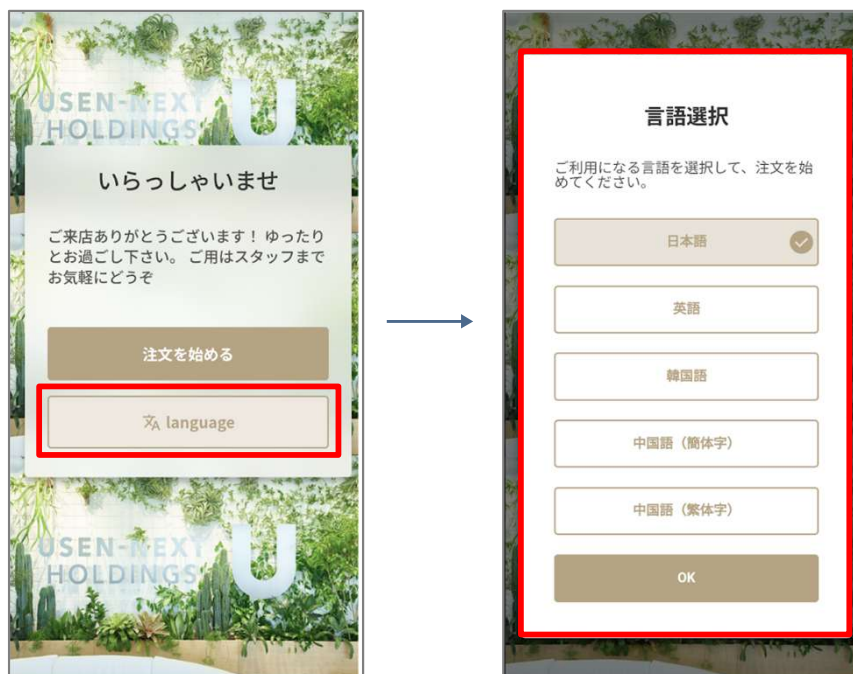 USEN-NEXT
HOLDINGS
いらっしゃいませ
ご来店ありがとうございます！ ゆったり
とお過ごし下さい。 ご用はスタッフまで
お気軽にどうぞ
注文を始める
language
USEN-NEXT
HOLDINGS
言語選択
ご利用になる言語を選択して、注文を始
めてください。
日本語
英語
韓国語
中国語（簡体字）
中国語（繁体字）
OK